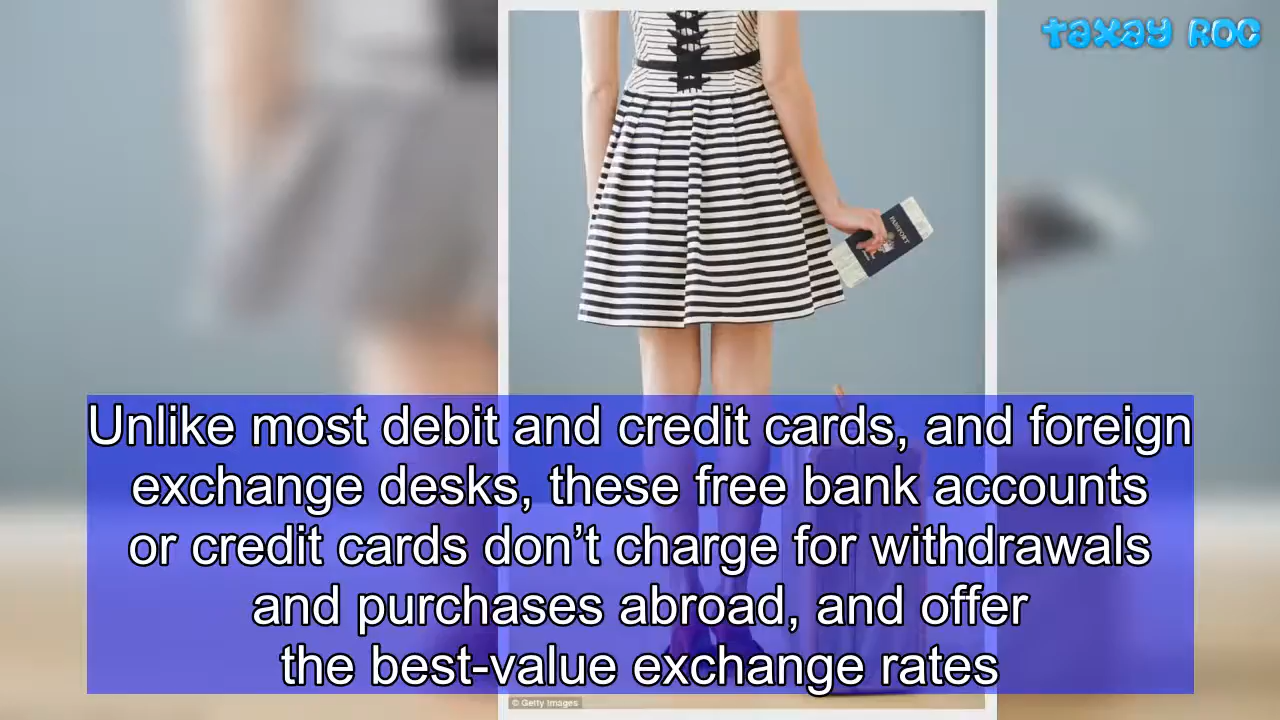 taxay ROC
PASSPORT
Unlike most debit and credit cards, and foreign
exchange desks, these free bank accounts
or credit cards don’t charge for withdrawals
and purchases abroad, and offer
the best-value exchange rates
© Getty Images